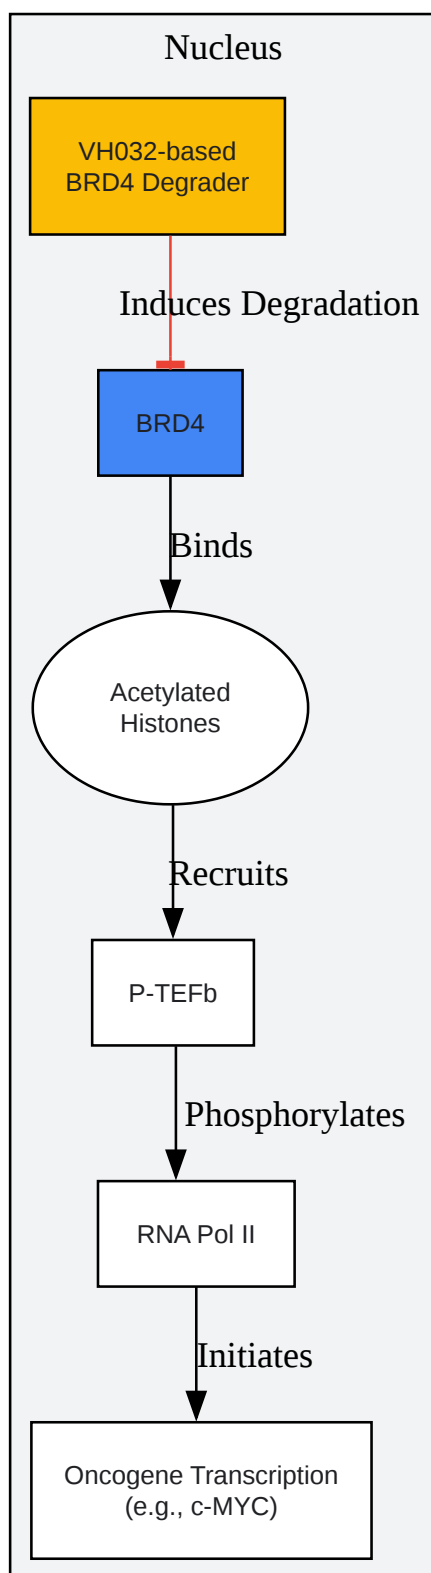 Nucleus
VH032-based
BRD4 Degrader
Induces Degradation
BRD4
Binds
Acetylated
Histones
Recruits
P-TEFb
Phosphorylates
RNA Pol II
Initiates
Oncogene Transcription
(e.g., c-MYC)